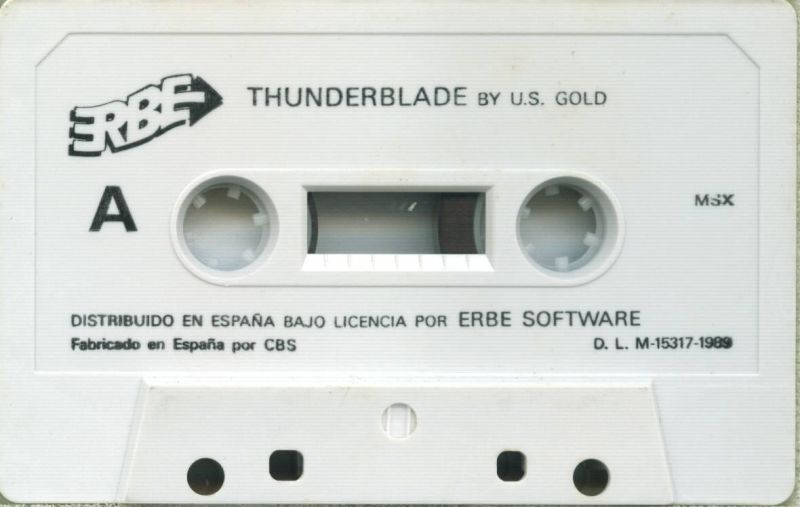 ERBE
THUNDERBLADE BY U.S. GOLD
A
MSX
DISTRIBUIDO EN ESPAÑA BAJO LICENCIA POR ERBE SOFTWARE
Fabricado en España por CBS
D. L. M-15317-1989